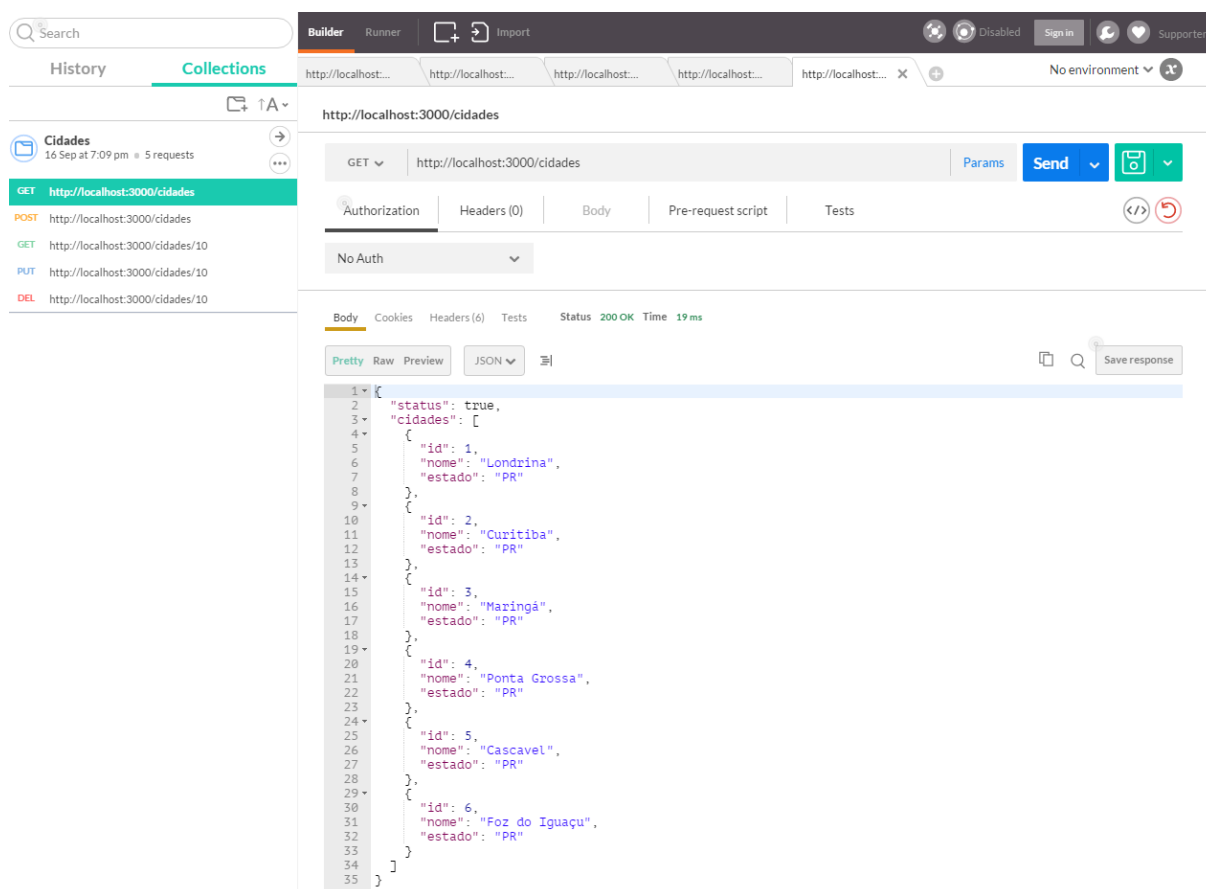 Search
Builder Runner Import Disabled Sign in Supporter
History Collections
http://localhost:... http://localhost:... http://localhost:... http://localhost:... http://localhost:... No environment
↑A
http://localhost:3000/cidades
Cidades
16 Sep at 7:09 pm 5 requests
GET http://localhost:3000/cidades
POST http://localhost:3000/cidades
GET http://localhost:3000/cidades/10
PUT http://localhost:3000/cidades/10
DEL http://localhost:3000/cidades/10
GET http://localhost:3000/cidades Params Send
Authorization Headers (0) Body Pre-request script Tests </>
No Auth
Body Cookies Headers (6) Tests Status 200 OK Time 19 ms
Pretty Raw Preview JSON Save response
1 {
2 "status": true,
3 "cidades": [
4 {
5 "id": 1,
6 "nome": "Londrina",
7 "estado": "PR"
8 },
9 {
10 "id": 2,
11 "nome": "Curitiba",
12 "estado": "PR"
13 },
14 {
15 "id": 3,
16 "nome": "Maringá",
17 "estado": "PR"
18 },
19 {
20 "id": 4,
21 "nome": "Ponta Grossa",
22 "estado": "PR"
23 },
24 {
25 "id": 5,
26 "nome": "Cascavel",
27 "estado": "PR"
28 },
29 {
30 "id": 6,
31 "nome": "Foz do Iguaçu",
32 "estado": "PR"
33 }
34 ]
35 }